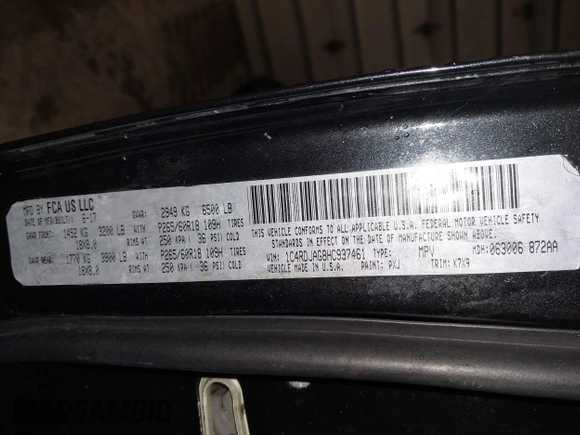 MFD BY FCA US LLC
DATE OF MFR(BUILT): 6-17 GVWR: 2949 KG 6500 LB
GAWR FRONT: 1452 KG 3200 LB WITH P265/60R18 109H TIRES
18X8.0 RIMS AT 250 KPA ( 36 PSI) COLD
GAWR REAR: 1770 KG 3900 LB WITH P265/60R18 109H TIRES
18X8.0 RIMS AT 250 KPA ( 36 PSI) COLD
THIS VEHICLE CONFORMS TO ALL APPLICABLE U.S.A. FEDERAL MOTOR VEHICLE SAFETY
STANDARDS IN EFFECT ON THE DATE OF MANUFACTURE SHOWN ABOVE.
VIN: 1C4RDJAG8HC937461 TYPE: MPV MDH: 063006 872AA
VEHICLE MADE IN U.S.A. PAINT: PXJ TRIM: K7X9